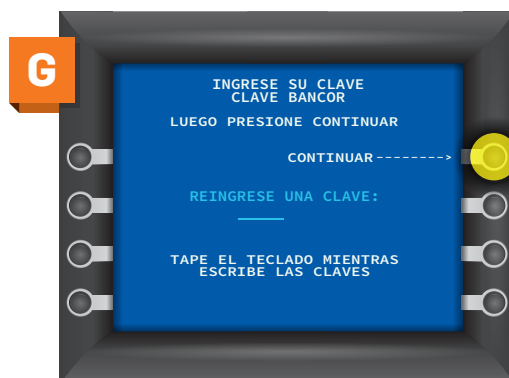 G
INGRESE SU CLAVE
CLAVE BANCOR
LUEGO PRESIONE CONTINUAR
CONTINUAR-------->
REINGRESE UNA CLAVE:
TAPE EL TECLADO MIENTRAS
ESCRIBE LAS CLAVES